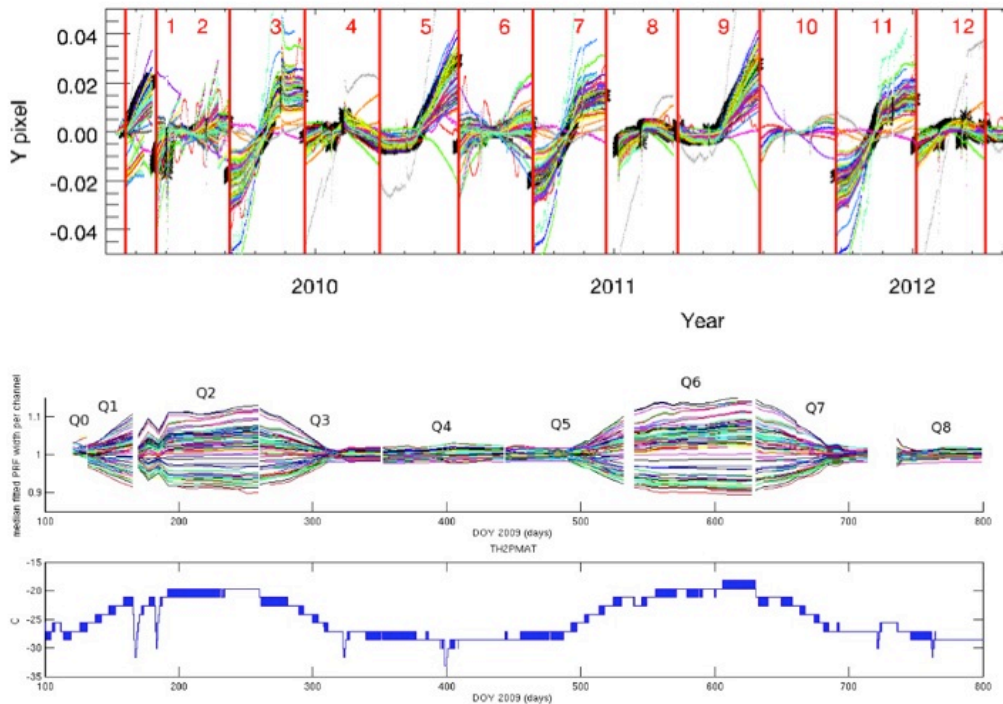 1 2 3 4 5 6 7 8 9 10 11 12
0.04
0.02
0.00
-0.02
-0.04
Y pixel
2010 2011 2012
Year
Q0 Q1 Q2 Q3 Q4 Q5 Q6 Q7 Q8
1.1
1
0.9
median fitted PRF width per channel
100 200 300 400 500 600 700 800
DOY 2009 (days)
TH2PMAT
-15
-20
-25
-30
-35
C
100 200 300 400 500 600 700 800
DOY 2009 (days)